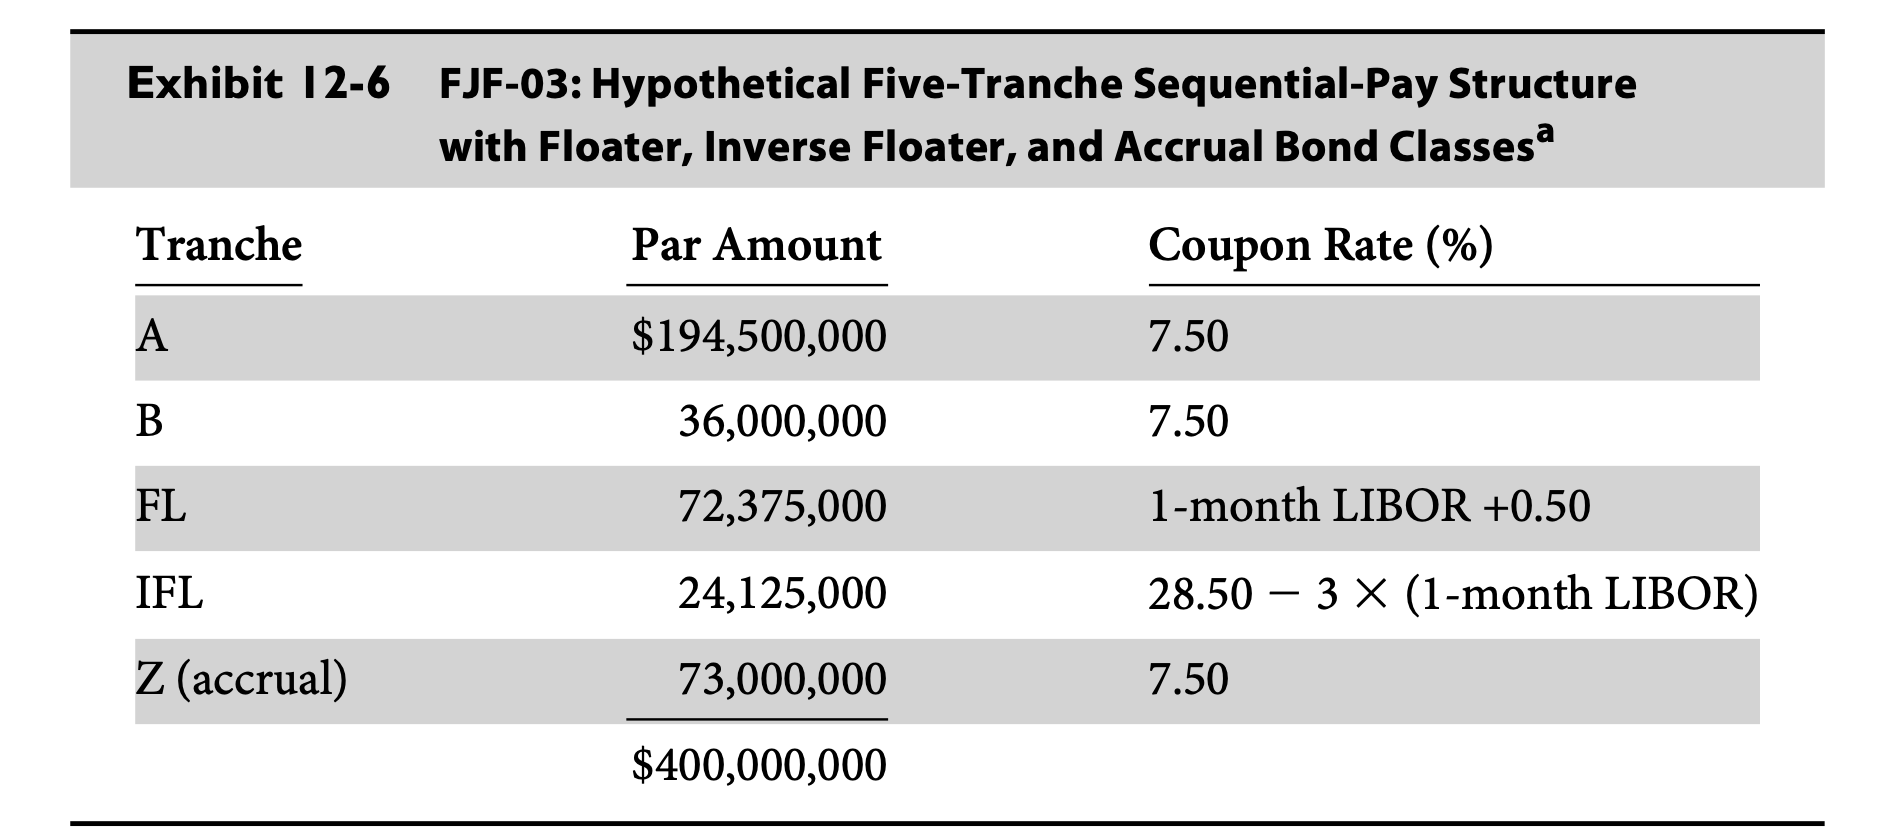 Exhibit 12-6 FJF-03: Hypothetical Five-Tranche Sequential-Pay Structure
with Floater, Inverse Floater, and Accrual Bond Classesᵃ
Tranche Par Amount Coupon Rate (%)
A $194,500,000 7.50
B 36,000,000 7.50
FL 72,375,000 1-month LIBOR +0.50
IFL 24,125,000 28.50 − 3 × (1-month LIBOR)
Z (accrual) 73,000,000 7.50
$400,000,000